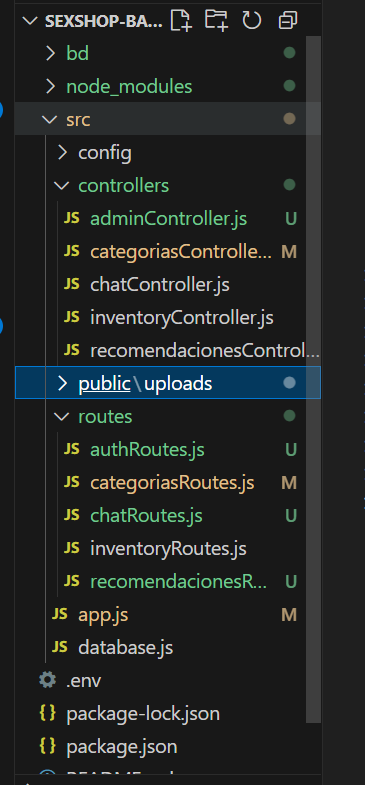 SEXSHOP-BA...
bd
node_modules
src
config
controllers
JS adminController.js U
JS categoriasControlle... M
JS chatController.js
JS inventoryController.js
JS recomendacionesControl...
public\uploads
routes
JS authRoutes.js U
JS categoriasRoutes.js M
JS chatRoutes.js U
JS inventoryRoutes.js
JS recomendacionesR... U
JS app.js M
JS database.js
.env
{} package-lock.json
{} package.json